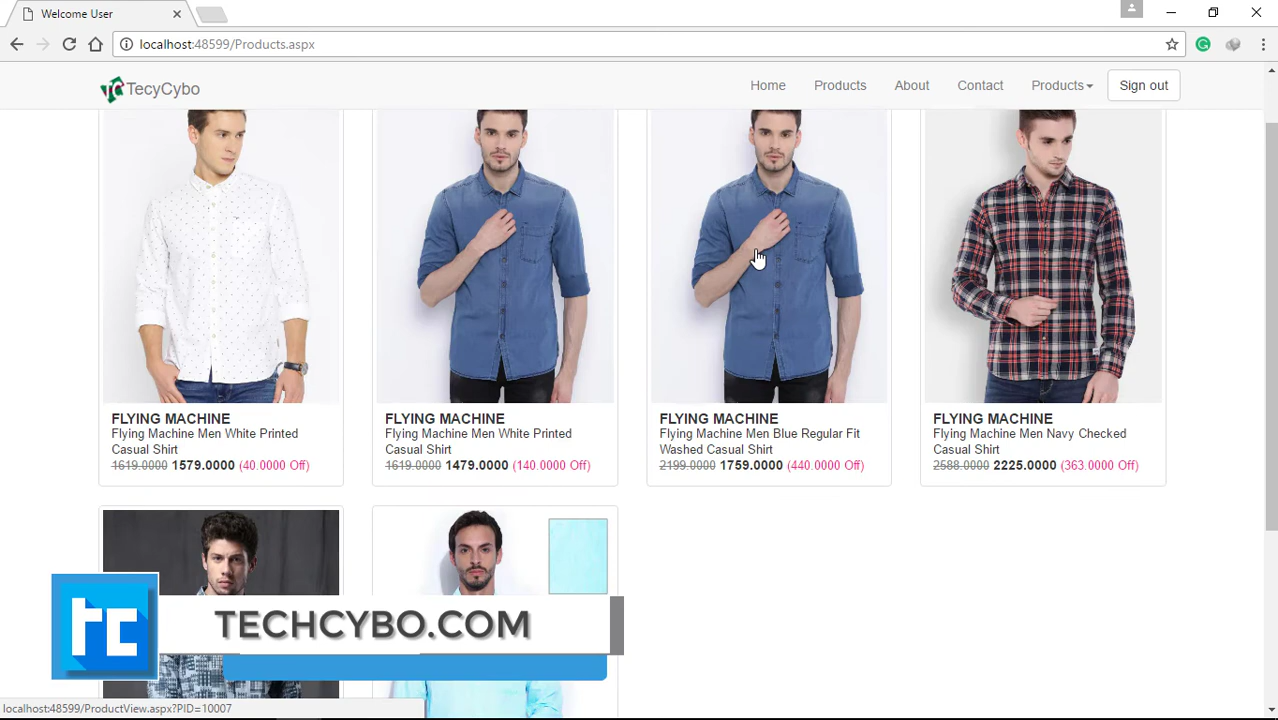 Welcome User
localhost:48599/Products.aspx
TecyCybo
Home
Products
About
Contact
Products
Sign out
FLYING MACHINE
Flying Machine Men White Printed
Casual Shirt
1619.0000 1579.0000 (40.0000 Off)
FLYING MACHINE
Flying Machine Men White Printed
Casual Shirt
1619.0000 1479.0000 (140.0000 Off)
FLYING MACHINE
Flying Machine Men Blue Regular Fit
Washed Casual Shirt
2199.0000 1759.0000 (440.0000 Off)
FLYING MACHINE
Flying Machine Men Navy Checked
Casual Shirt
2588.0000 2225.0000 (363.0000 Off)
tc
TECHCYBO.COM
localhost:48599/ProductView.aspx?PID=10007